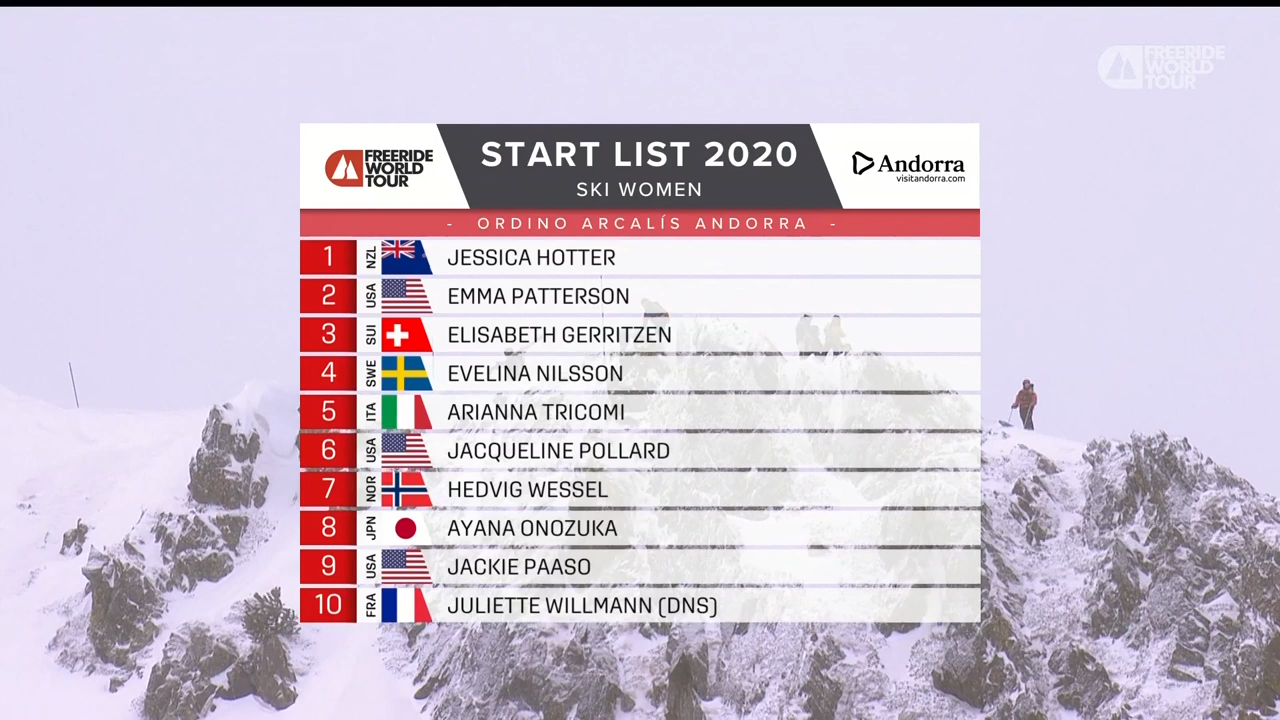 FREERIDE
WORLD
TOUR
FREERIDE
WORLD
TOUR
START LIST 2020
SKI WOMEN
Andorra
visitandorra.com
- ORDINO ARCALÍS ANDORRA -
1 NZL JESSICA HOTTER
2 USA EMMA PATTERSON
3 SUI ELISABETH GERRITZEN
4 SWE EVELINA NILSSON
5 ITA ARIANNA TRICOMI
6 USA JACQUELINE POLLARD
7 NOR HEDVIG WESSEL
8 JPN AYANA ONOZUKA
9 USA JACKIE PAASO
10 FRA JULIETTE WILLMANN (DNS)